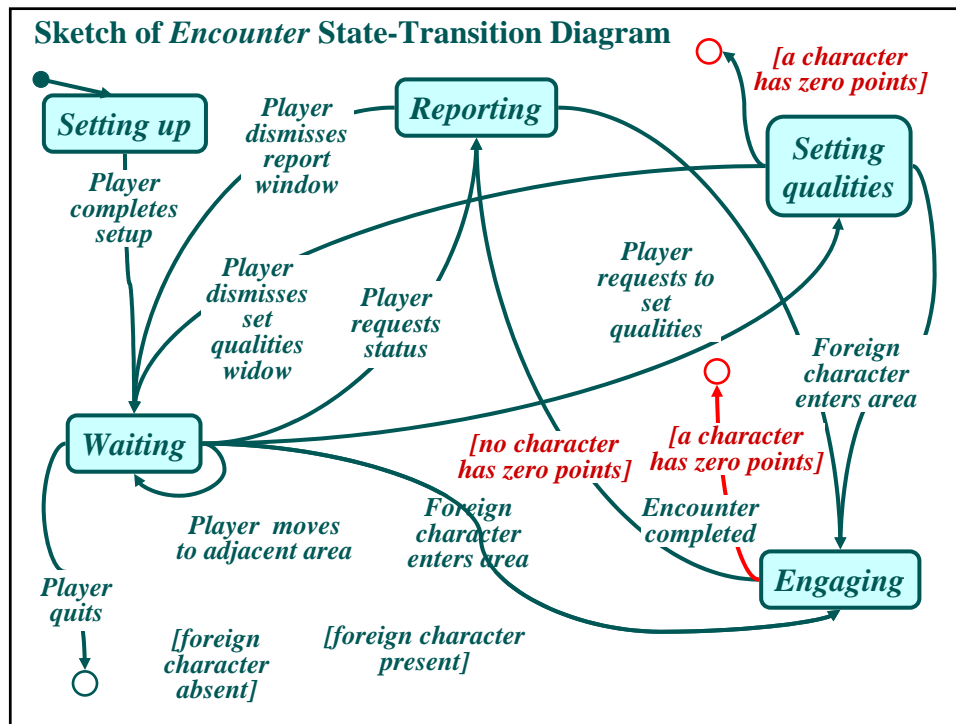 Sketch of Encounter State-Transition Diagram
[a character
has zero points]
Setting up
Reporting
Setting
qualities
Player
dismisses
report
window
Player
completes
setup
Player
dismisses
set
qualities
widow
Player
requests
status
Player
requests to
set
qualities
Foreign
character
enters area
Waiting
[no character
has zero points]
[a character
has zero points]
Player moves
to adjacent area
Foreign
character
enters area
Encounter
completed
Engaging
Player
quits
[foreign
character
absent]
[foreign character
present]